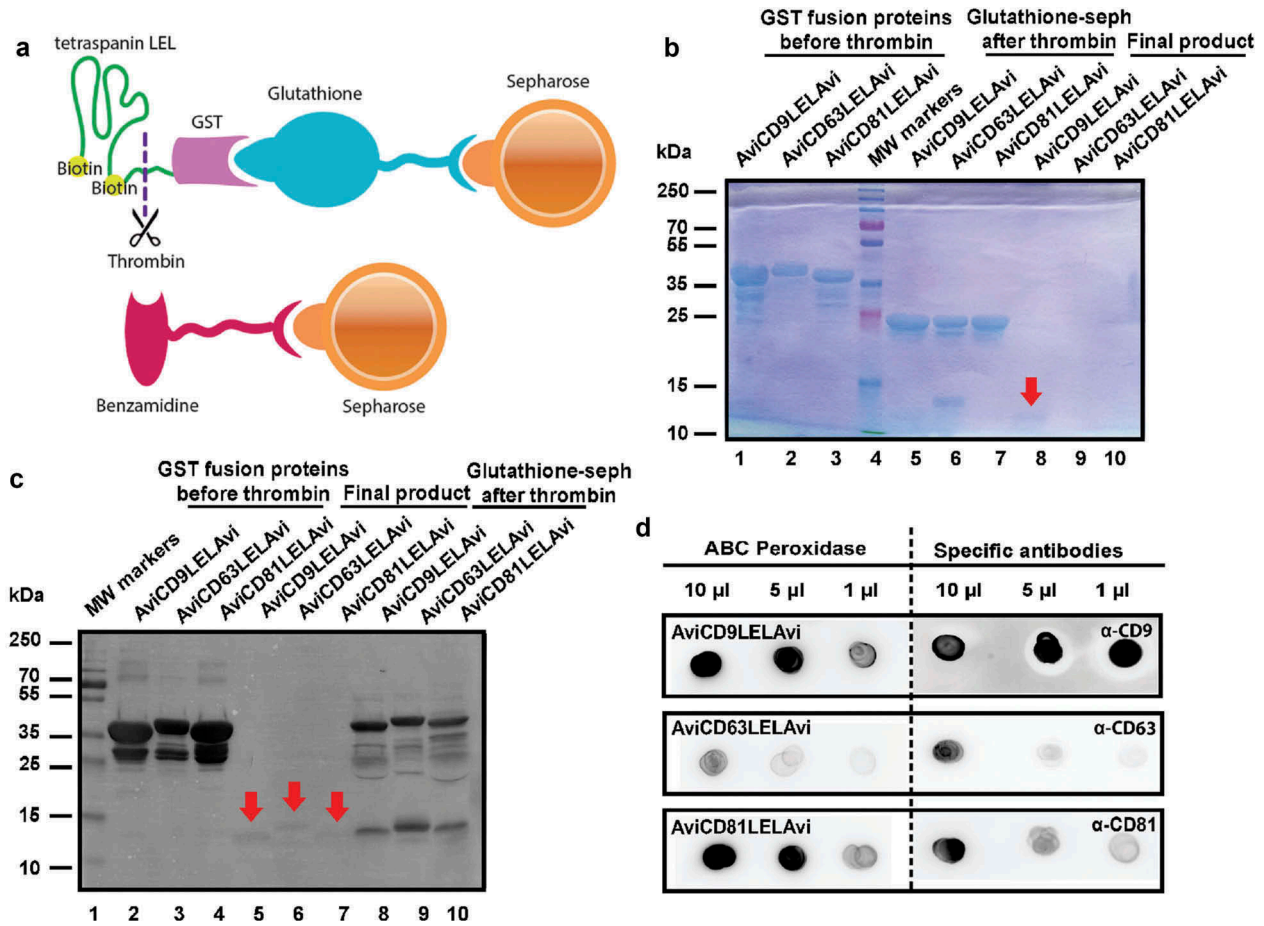 a
tetraspanin LEL
Biotin
Biotin
GST
Glutathione
Sepharose
Thrombin
Benzamidine
Sepharose
b
GST fusion proteins
before thrombin
Glutathione-seph
after thrombin
Final product
AviCD9LELAvi
AviCD63LELAvi
AviCD81LELAvi
MW markers
AviCD9LELAvi
AviCD63LELAvi
AviCD81LELAvi
AviCD9LELAvi
AviCD63LELAvi
AviCD81LELAvi
kDa
250
70
55
35
25
15
10
1 2 3 4 5 6 7 8 9 10
c
GST fusion proteins
before thrombin
Final product
Glutathione-seph
after thrombin
MW markers
AviCD9LELAvi
AviCD63LELAvi
AviCD81LELAvi
AviCD9LELAvi
AviCD63LELAvi
AviCD81LELAvi
AviCD9LELAvi
AviCD63LELAvi
AviCD81LELAvi
kDa
250
70
55
35
25
15
10
1 2 3 4 5 6 7 8 9 10
d
ABC Peroxidase Specific antibodies
10 µl 5 µl 1 µl 10 µl 5 µl 1 µl
AviCD9LELAvi α-CD9
AviCD63LELAvi α-CD63
AviCD81LELAvi α-CD81